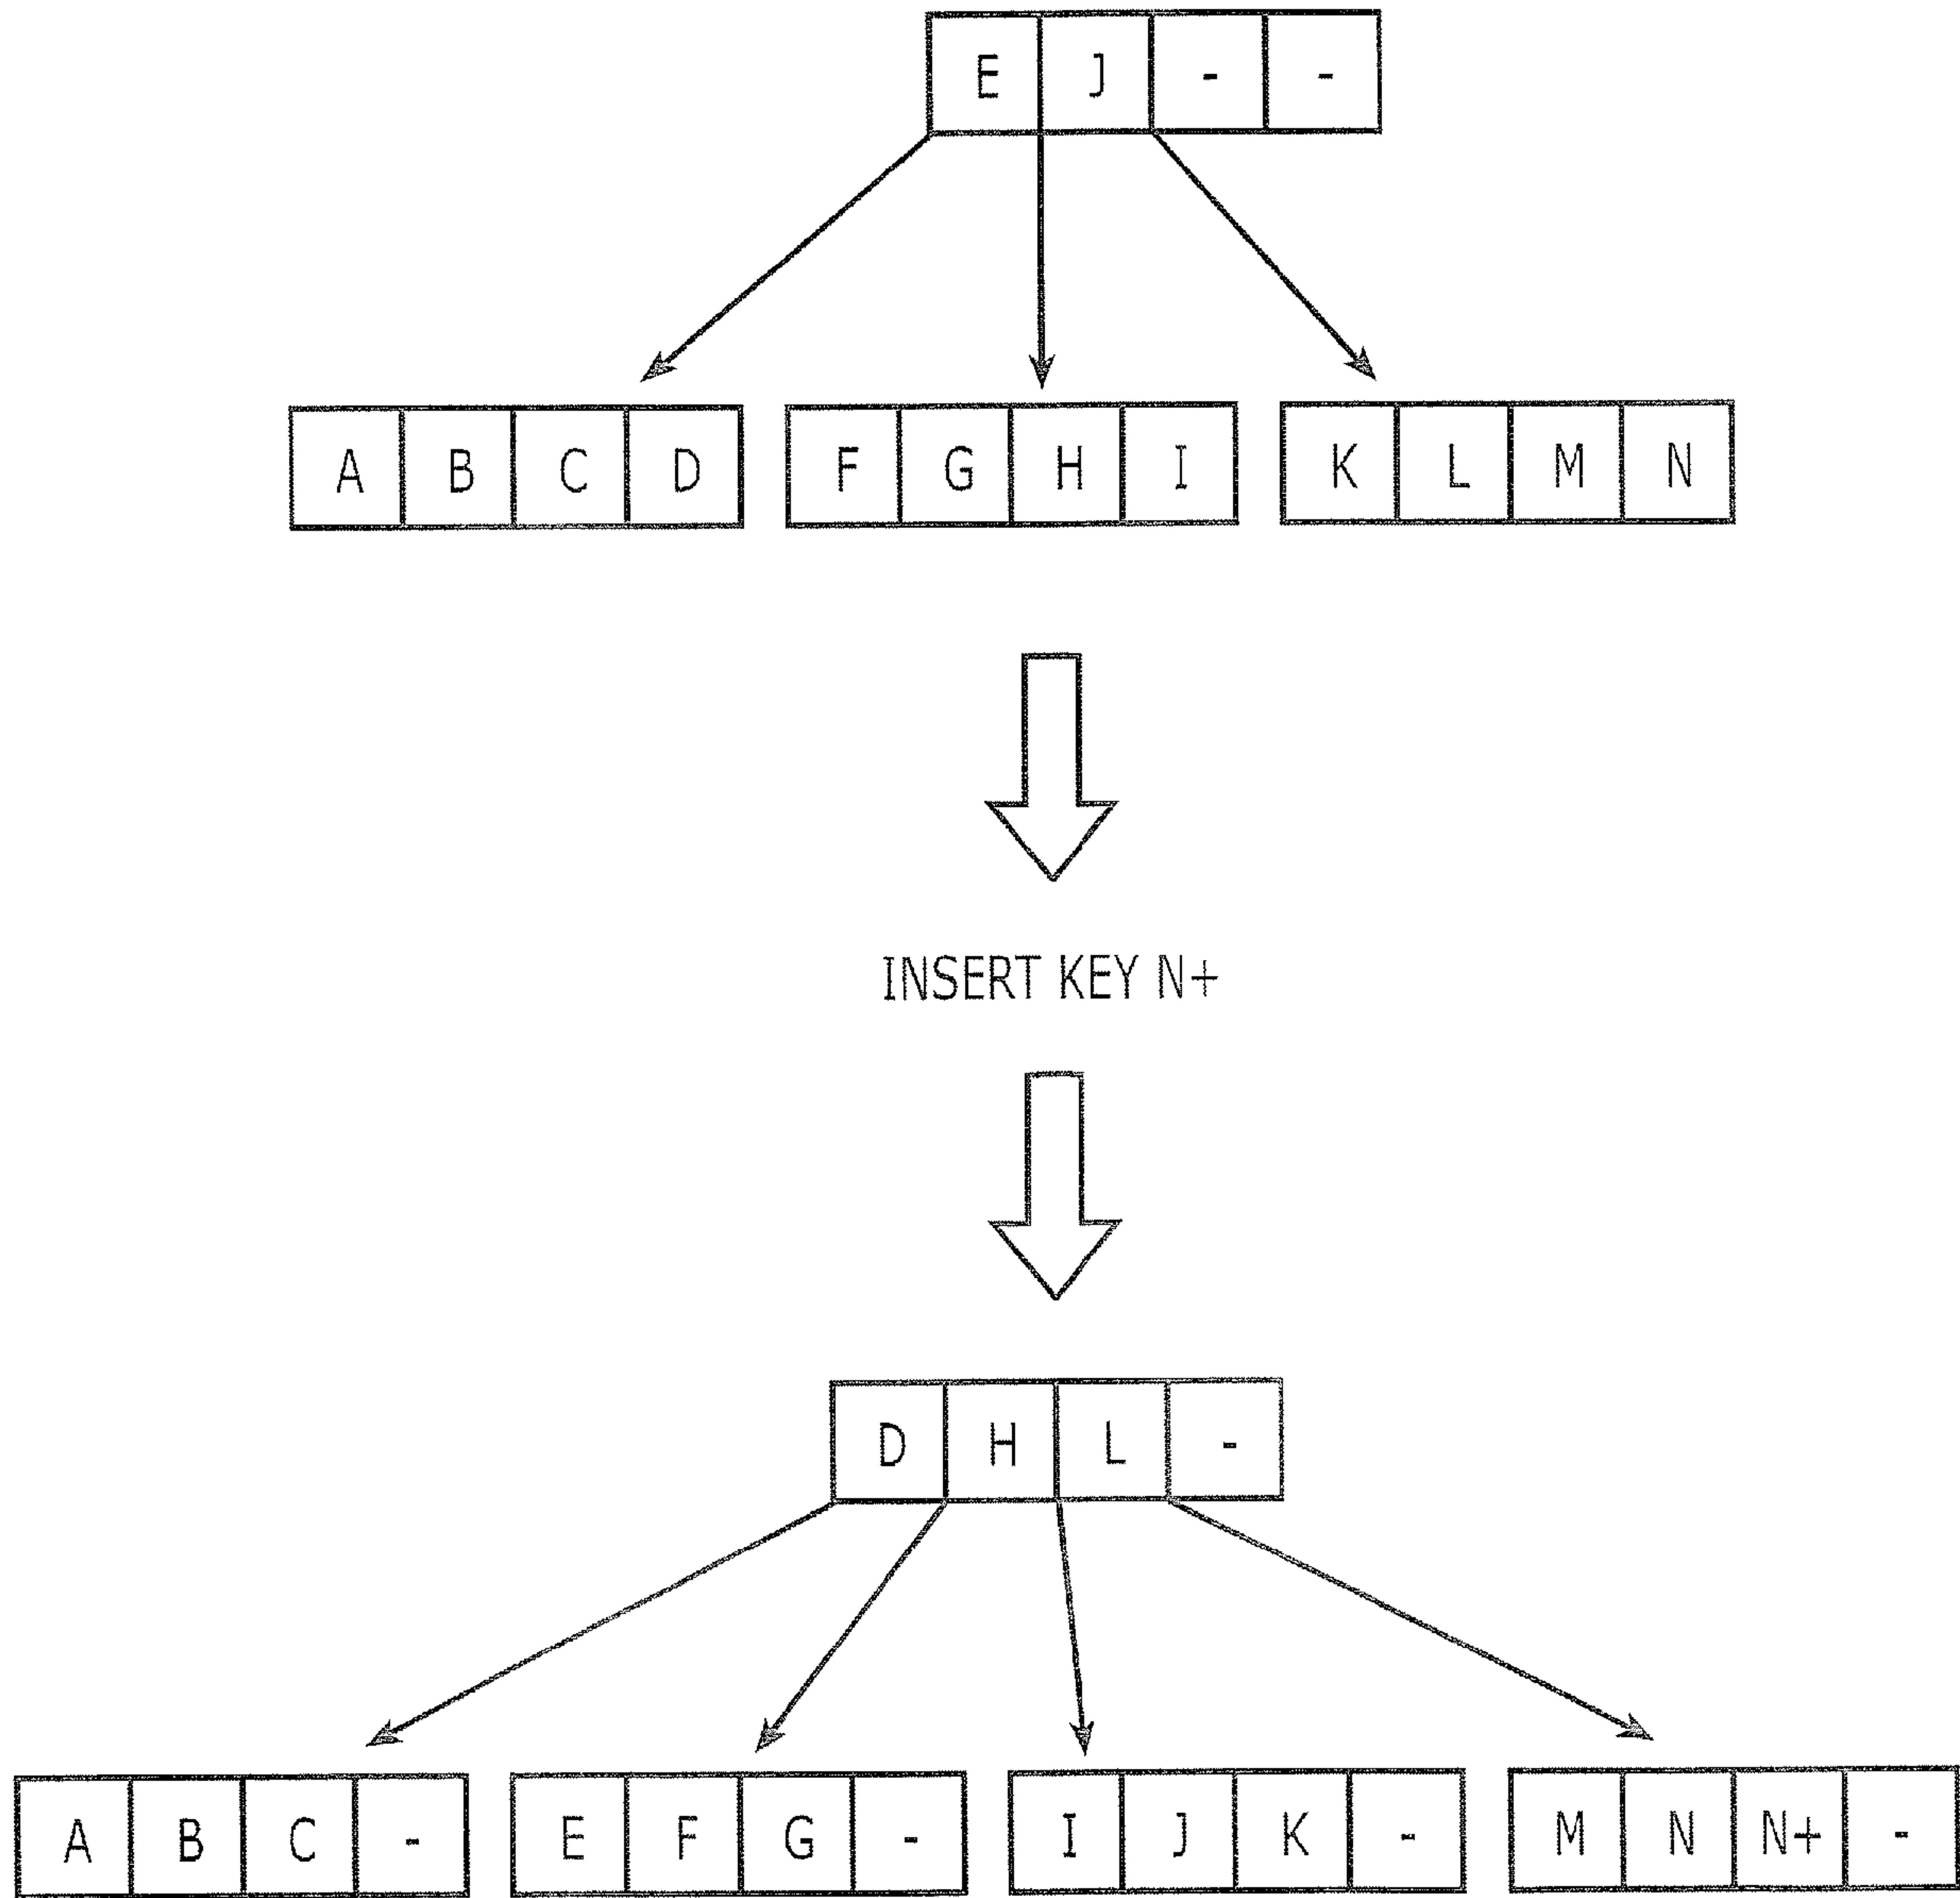 E J - -
A B C D F G H I K L M N
INSERT KEY N+
D H L -
A B C - E F G - I J K - M N N+ -